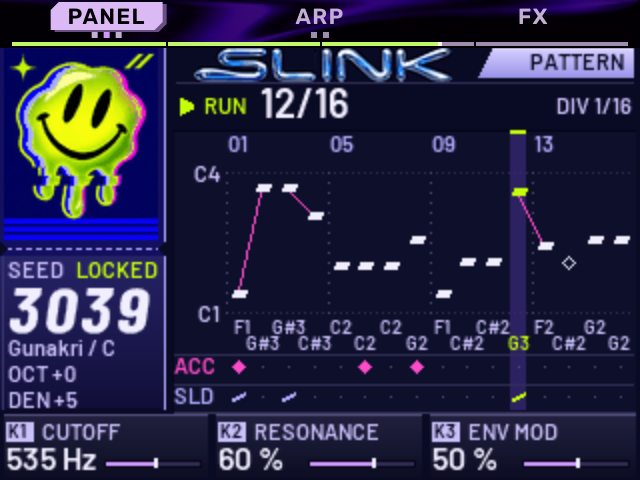 PANEL ARP FX
SLINK PATTERN
RUN 12/16 DIV 1/16
01 05 09 13
C4
C1
F1 G#3 C2 C2 F1 C#2 F2 G2
G#3 C#3 C2 G2 C#2 G3 C#2 G2
ACC
SLD
SEED LOCKED
3039
Gunakri / C
OCT +0
DEN +5
K1 CUTOFF
535 Hz
K2 RESONANCE
60 %
K3 ENV MOD
50 %